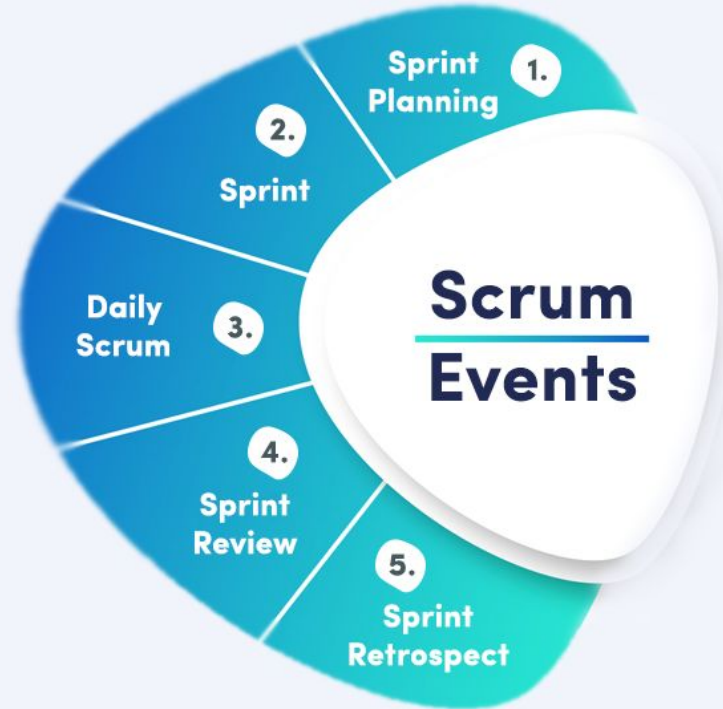 Sprint
Planning
1.
2.
Sprint
Daily
Scrum
3.
4.
Sprint
Review
5.
Sprint
Retrospect
Scrum
Events